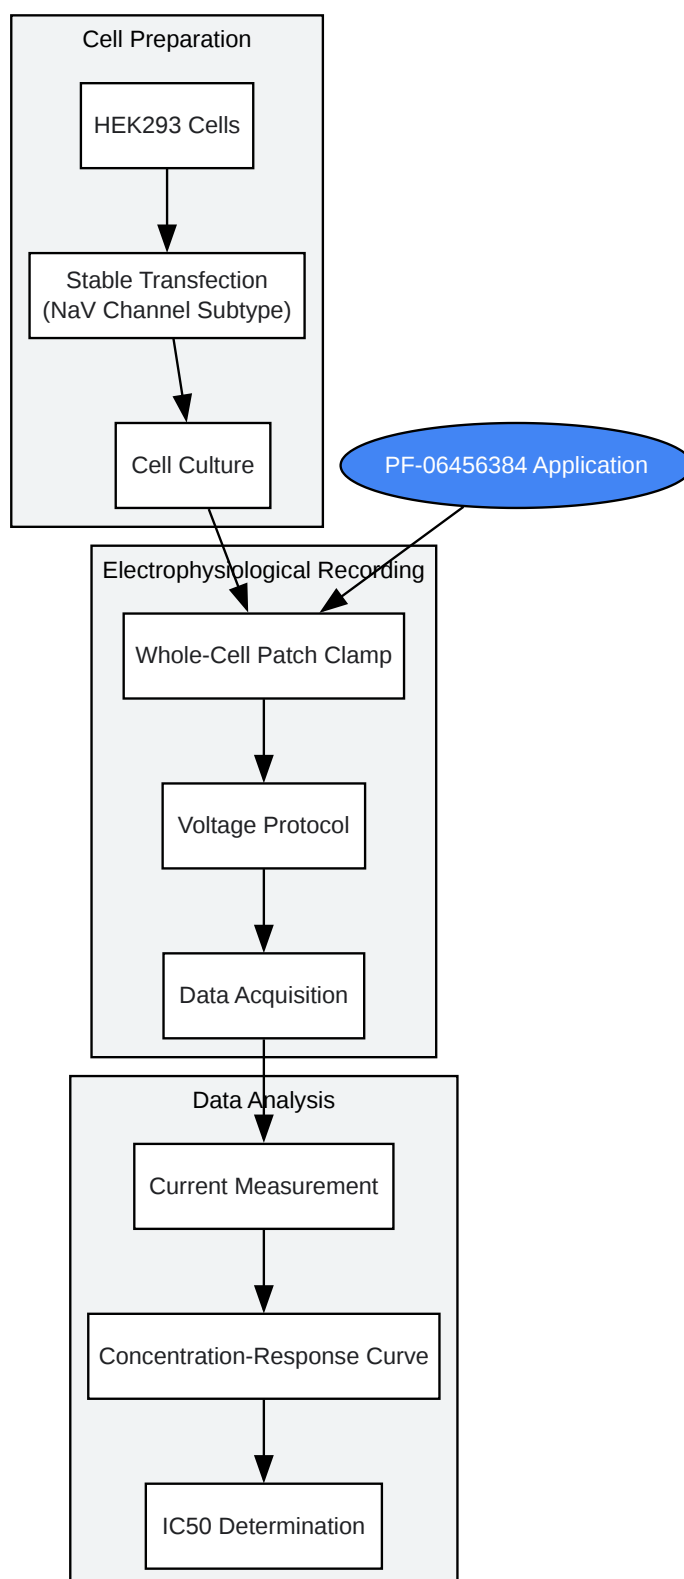 Cell Preparation
HEK293 Cells
Stable Transfection
(NaV Channel Subtype)
Cell Culture
PF-06456384 Application
Electrophysiological Recording
Whole-Cell Patch Clamp
Voltage Protocol
Data Acquisition
Data Analysis
Current Measurement
Concentration-Response Curve
IC50 Determination